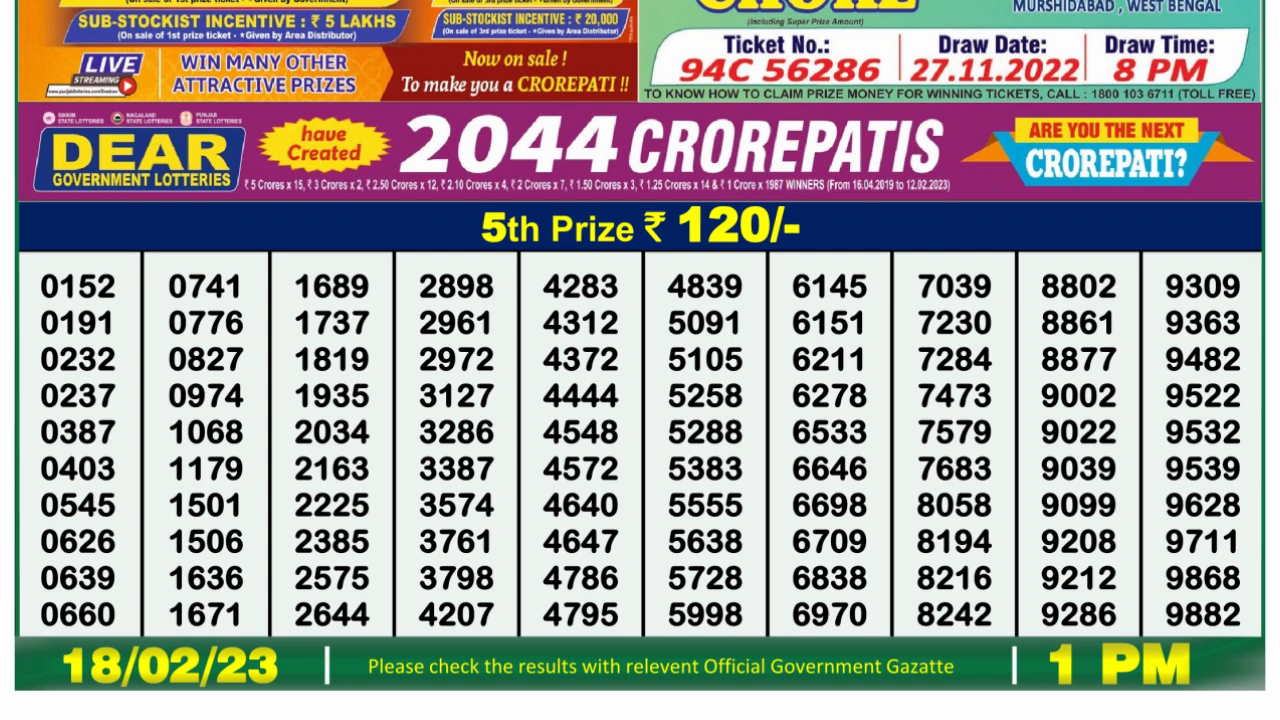 (On sale of 1st prize ticket - *Given by Government)
SUB-STOCKIST INCENTIVE : ₹ 5 LAKHS
(On sale of 1st prize ticket - *Given by Area Distributor)
SUB-STOCKIST INCENTIVE : ₹ 20,000
(On sale of 3rd prize ticket - *Given by Area Distributor)
LIVE
STREAMING
WIN MANY OTHER
ATTRACTIVE PRIZES
Now on sale !
To make you a CROREPATI !!
CRORE
(Including Super Prize Amount)
MURSHIDABAD , WEST BENGAL
Ticket No.: Draw Date: Draw Time:
94C 56286 27.11.2022 8 PM
TO KNOW HOW TO CLAIM PRIZE MONEY FOR WINNING TICKETS, CALL : 1800 103 6711 (TOLL FREE)
SIKKIM STATE LOTTERIES NAGALAND STATE LOTTERIES PUNJAB STATE LOTTERIES
DEAR
GOVERNMENT LOTTERIES
have
Created
2044 CROREPATIS
₹ 5 Crores x 15, ₹ 3 Crores x 2, ₹ 2.50 Crores x 12, ₹ 2.10 Crores x 4, ₹ 2 Crores x 7, ₹ 1.50 Crores x 3, ₹ 1.25 Crores x 14 & ₹ 1 Crore x 1987 WINNERS (From 16.04.2019 to 12.02.2023)
ARE YOU THE NEXT
CROREPATI?
5th Prize ₹ 120/-
0152 0741 1689 2898 4283 4839 6145 7039 8802 9309
0191 0776 1737 2961 4312 5091 6151 7230 8861 9363
0232 0827 1819 2972 4372 5105 6211 7284 8877 9482
0237 0974 1935 3127 4444 5258 6278 7473 9002 9522
0387 1068 2034 3286 4548 5288 6533 7579 9022 9532
0403 1179 2163 3387 4572 5383 6646 7683 9039 9539
0545 1501 2225 3574 4640 5555 6698 8058 9099 9628
0626 1506 2385 3761 4647 5638 6709 8194 9208 9711
0639 1636 2575 3798 4786 5728 6838 8216 9212 9868
0660 1671 2644 4207 4795 5998 6970 8242 9286 9882
18/02/23 | Please check the results with relevent Official Government Gazatte | 1 PM